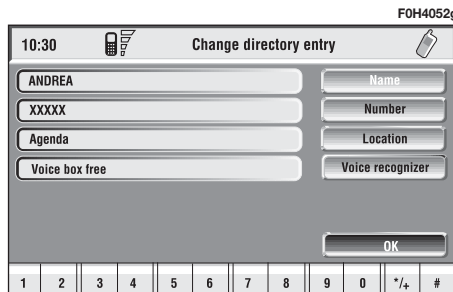 F0H4052g
10:30 Change directory entry
ANDREA Name
XXXXX Number
Agenda Location
Voice box free Voice recognizer
OK
1 2 3 4 5 6 7 8 9 0 */+ #